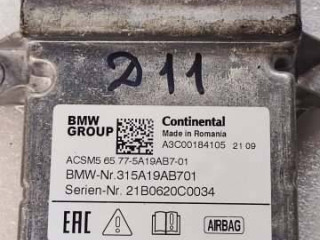 D11
BMW
GROUP
Continental
Made in Romania
A3C00184105 21 09
ACSM5 65 77-5A19AB7-01
BMW-Nr.315A19AB701
Serien-Nr. 21B0620C0034
EAC
AIRBAG